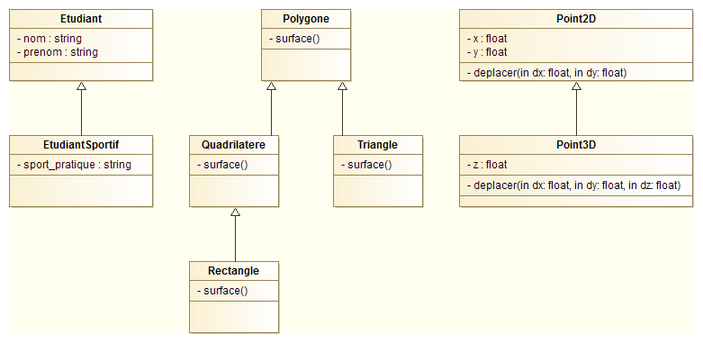 Etudiant
- nom : string
- prenom : string
EtudiantSportif
- sport_pratique : string
Polygone
- surface()
Quadrilatere
- surface()
Triangle
- surface()
Rectangle
- surface()
Point2D
- x : float
- y : float
- deplacer(in dx: float, in dy: float)
Point3D
- z : float
- deplacer(in dx: float, in dy: float, in dz: float)